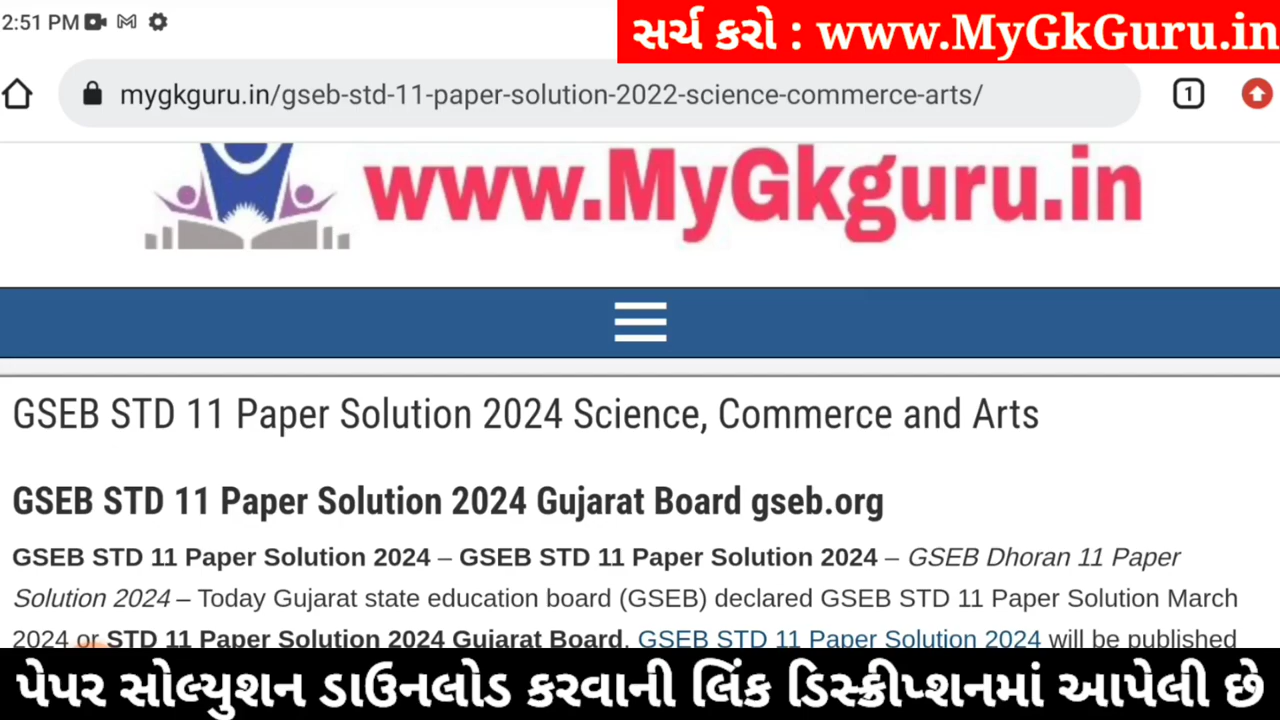 2:51 PM
સર્ચ કરો : www.MyGkGuru.in
mygkguru.in/gseb-std-11-paper-solution-2022-science-commerce-arts/
1
www.MyGkguru.in
GSEB STD 11 Paper Solution 2024 Science, Commerce and Arts
GSEB STD 11 Paper Solution 2024 Gujarat Board gseb.org
GSEB STD 11 Paper Solution 2024 – GSEB STD 11 Paper Solution 2024 – GSEB Dhoran 11 Paper
Solution 2024 – Today Gujarat state education board (GSEB) declared GSEB STD 11 Paper Solution March
2024 or STD 11 Paper Solution 2024 Gujarat Board. GSEB STD 11 Paper Solution 2024 will be published
પેપર સોલ્યુશન ડાઉનલોડ કરવાની લિંક ડિસ્ક્રીપ્શનમાં આપેલી છે